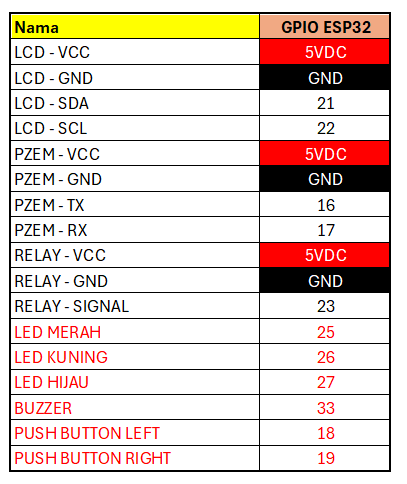 Nama GPIO ESP32
LCD - VCC 5VDC
LCD - GND GND
LCD - SDA 21
LCD - SCL 22
PZEM - VCC 5VDC
PZEM - GND GND
PZEM - TX 16
PZEM - RX 17
RELAY - VCC 5VDC
RELAY - GND GND
RELAY - SIGNAL 23
LED MERAH 25
LED KUNING 26
LED HIJAU 27
BUZZER 33
PUSH BUTTON LEFT 18
PUSH BUTTON RIGHT 19